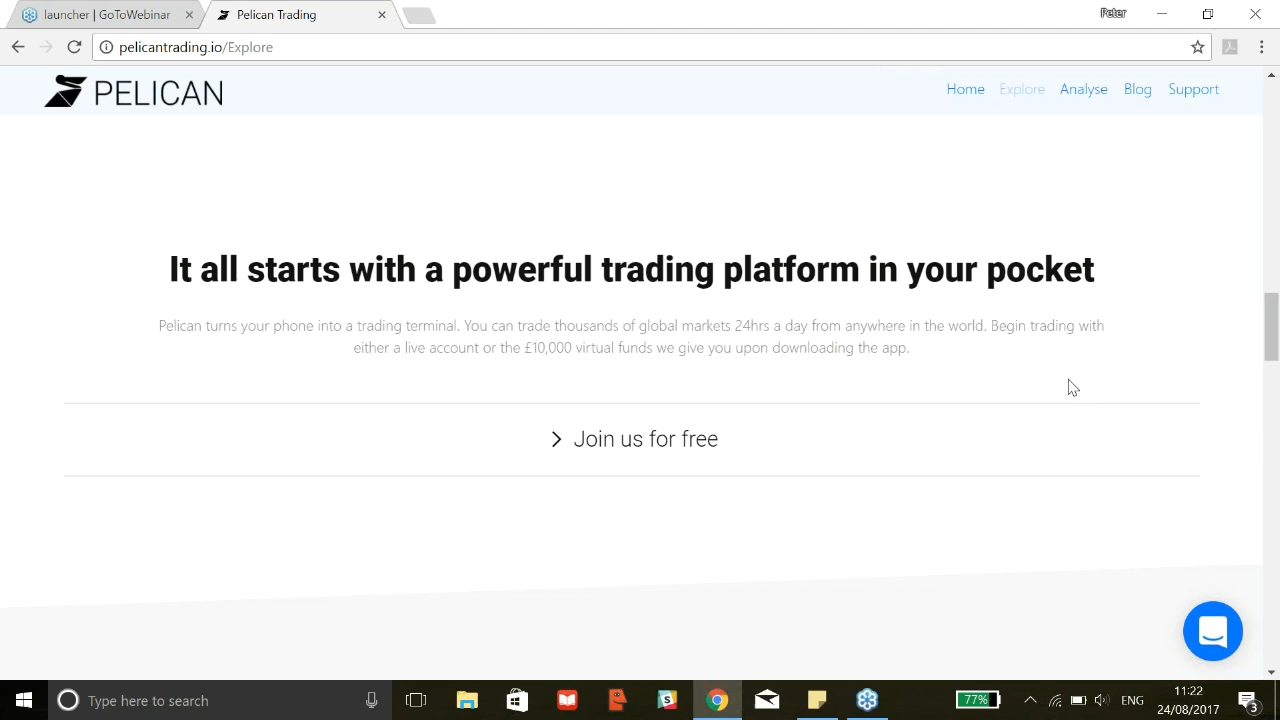 launcher | GoToWebinar
Pelican Trading
Peter
pelicantrading.io/Explore
PELICAN
Home
Explore
Analyse
Blog
Support
It all starts with a powerful trading platform in your pocket
Pelican turns your phone into a trading terminal. You can trade thousands of global markets 24hrs a day from anywhere in the world. Begin trading with
either a live account or the £10,000 virtual funds we give you upon downloading the app.
Join us for free
Type here to search
S
77%
ENG
11:22
24/08/2017
3